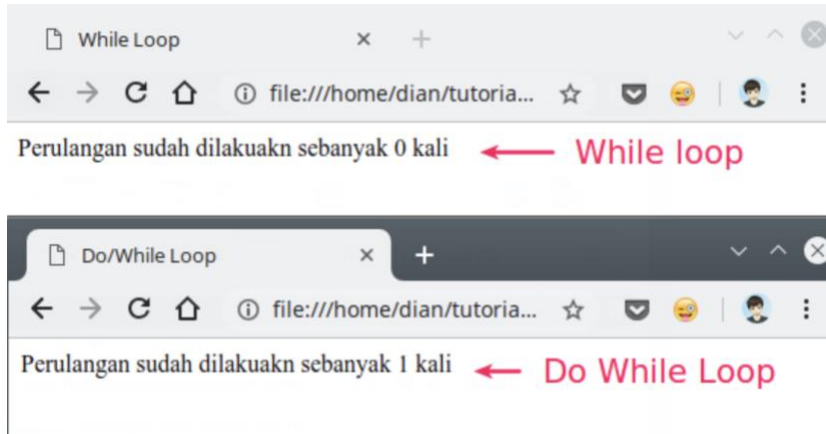 While Loop
file:///home/dian/tutoria...
Perulangan sudah dilakuakn sebanyak 0 kali
While loop
Do/While Loop
file:///home/dian/tutoria...
Perulangan sudah dilakuakn sebanyak 1 kali
Do While Loop